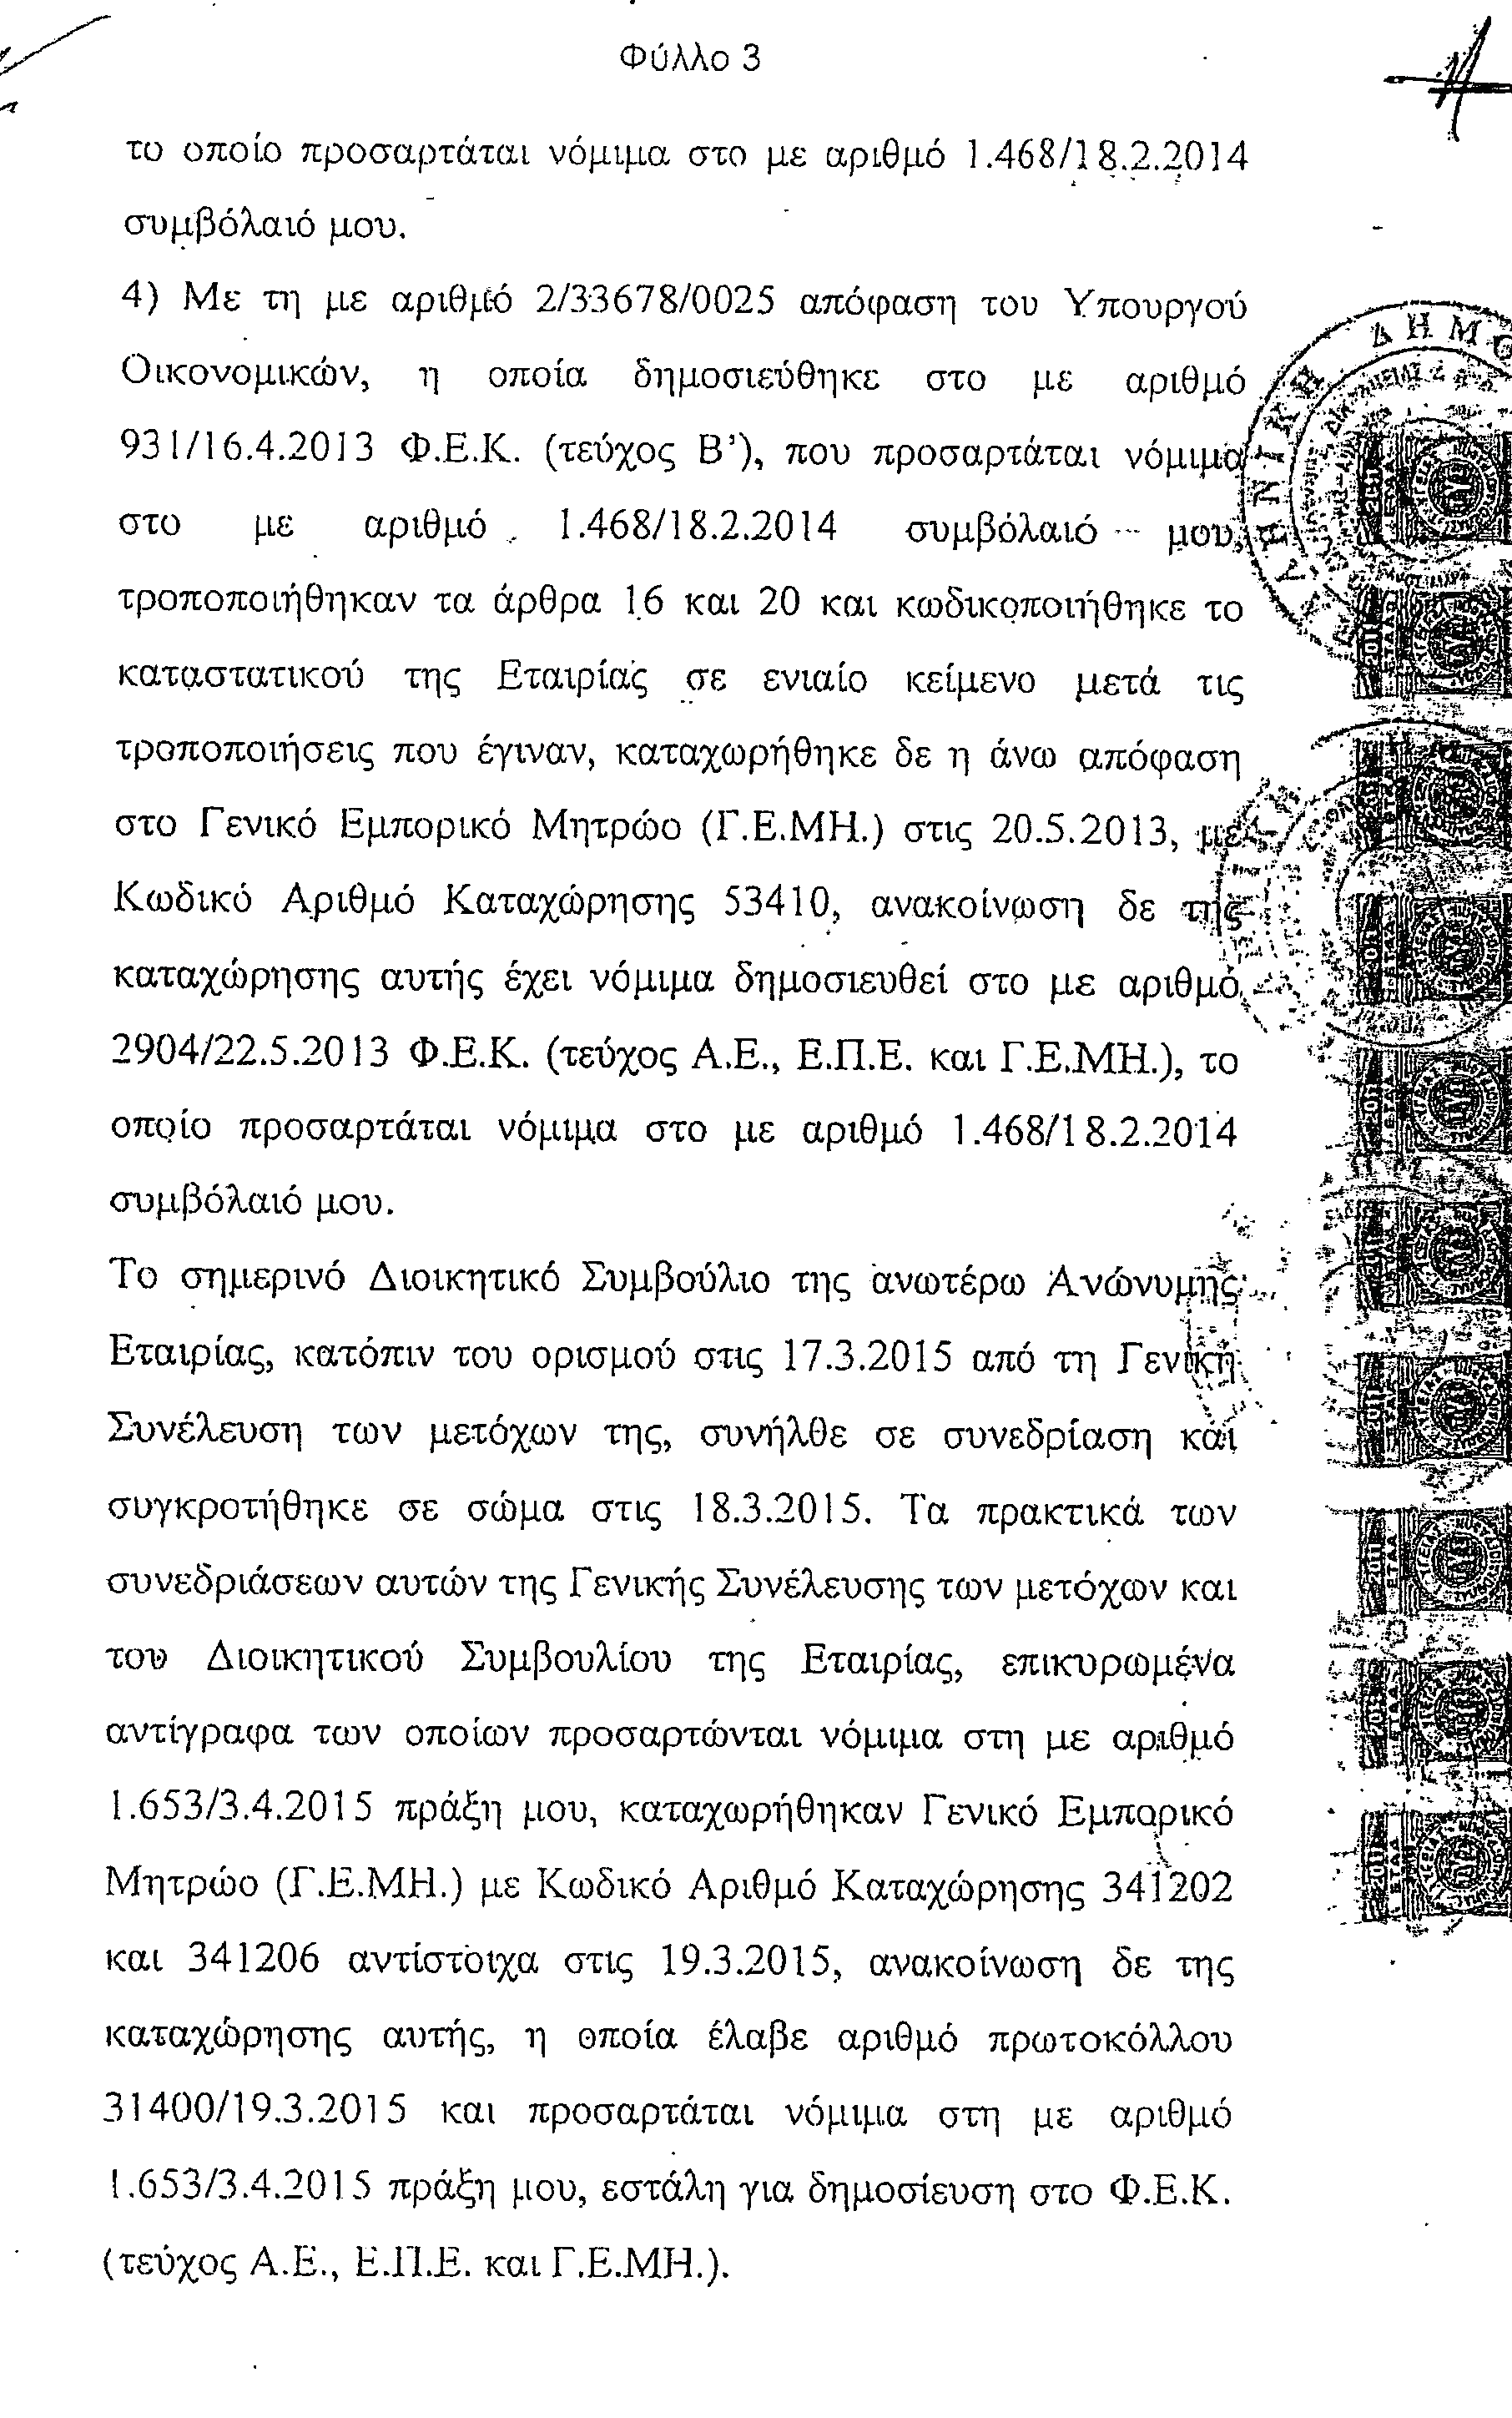 Φύλλο 3
το οποίο προσαρτάται νόμιμα στο με αριθμό 1.468/18.2.2014
συμβόλαιό μου.
4) Με τη με αριθμό 2/33678/0025 απόφαση του Υπουργού
Οικονομικών, η οποία δημοσιεύθηκε στο με αριθμό
931/16.4.2013 Φ.Ε.Κ. (τεύχος Β'), που προσαρτάται νόμιμα
στο με αριθμό 1.468/18.2.2014 συμβόλαιό μου,
τροποποιήθηκαν τα άρθρα 16 και 20 και κωδικοποιήθηκε το
καταστατικού της Εταιρίας σε ενιαίο κείμενο μετά τις
τροποποιήσεις που έγιναν, καταχωρήθηκε δε η άνω απόφαση
στο Γενικό Εμπορικό Μητρώο (Γ.Ε.ΜΗ.) στις 20.5.2013, με
Κωδικό Αριθμό Καταχώρησης 53410, ανακοίνωση δε της
καταχώρησης αυτής έχει νόμιμα δημοσιευθεί στο με αριθμό
2904/22.5.2013 Φ.Ε.Κ. (τεύχος Α.Ε., Ε.Π.Ε. και Γ.Ε.ΜΗ.), το
οποίο προσαρτάται νόμιμα στο με αριθμό 1.468/18.2.2014
συμβόλαιό μου.
Το σημερινό Διοικητικό Συμβούλιο της ανωτέρω Ανώνυμης
Εταιρίας, κατόπιν του ορισμού στις 17.3.2015 από τη Γενική
Συνέλευση των μετόχων της, συνήλθε σε συνεδρίαση και
συγκροτήθηκε σε σώμα στις 18.3.2015. Τα πρακτικά των
συνεδριάσεων αυτών της Γενικής Συνέλευσης των μετόχων και
του Διοικητικού Συμβουλίου της Εταιρίας, επικυρωμένα
αντίγραφα των οποίων προσαρτώνται νόμιμα στη με αριθμό
1.653/3.4.2015 πράξη μου, καταχωρήθηκαν Γενικό Εμπορικό
Μητρώο (Γ.Ε.ΜΗ.) με Κωδικό Αριθμό Καταχώρησης 341202
και 341206 αντίστοιχα στις 19.3.2015, ανακοίνωση δε της
καταχώρησης αυτής, η οποία έλαβε αριθμό πρωτοκόλλου
31400/19.3.2015 και προσαρτάται νόμιμα στη με αριθμό
1.653/3.4.2015 πράξη μου, εστάλη για δημοσίευση στο Φ.Ε.Κ.
(τεύχος Α.Ε., Ε.Π.Ε. και Γ.Ε.ΜΗ.).